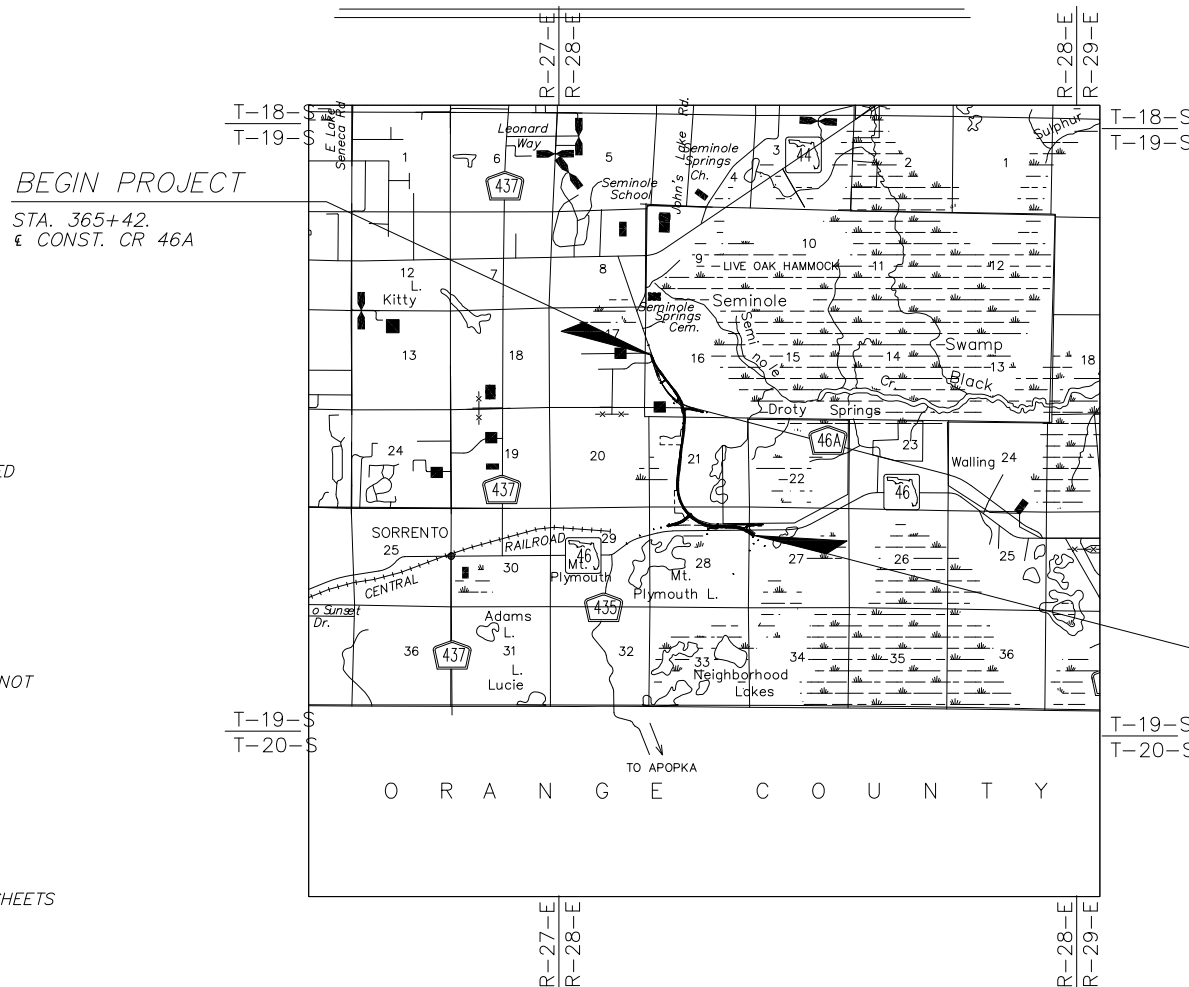 R-27-E
R-28-E
R-28-E
R-29-E
T-18-S
T-19-S
T-18-S
T-19-S
BEGIN PROJECT
STA. 365+42.
℄ CONST. CR 46A
E Lake
Seneca Rd
Leonard
Way
1
6
5
437
Seminole
School
John's Lake Rd.
Seminole
Springs
Ch.
4
3
44
2
1
Sulphur
12
L.
Kitty
7
8
9
10
LIVE OAK HAMMOCK
11
12
Seminole
Springs
Cem.
Seminole
Swamp
13
18
17
16
Semi
no le
15
14
13
18
Cr.
Black
Droty Springs
24
19
20
21
46A
22
23
Walling
24
437
46
SORRENTO
25
CENTRAL
RAILROAD
29
46
30
Mt.
Plymouth
28
Mt.
Plymouth L.
27
26
25
o Sunset
Dr.
Adams
L.
435
36
437
31
L.
Lucie
32
33
Neighborhood
Lakes
34
35
36
ED
NOT
HEETS
T-19-S
T-20-S
T-19-S
T-20-S
TO APOPKA
O R A N G E C O U N T Y
R-27-E
R-28-E
R-28-E
R-29-E